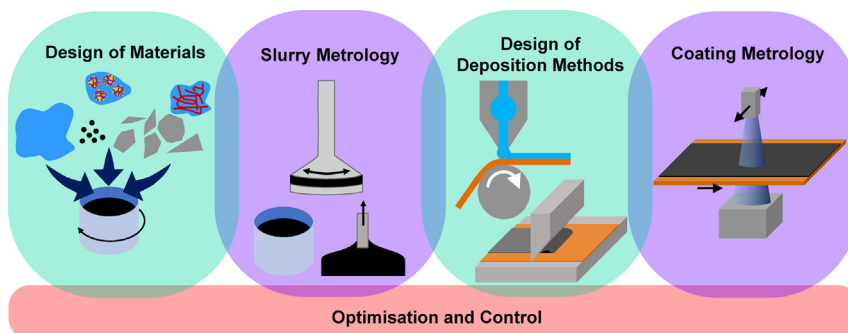 Design of Materials
Slurry Metrology
Design of
Deposition Methods
Coating Metrology
Optimisation and Control